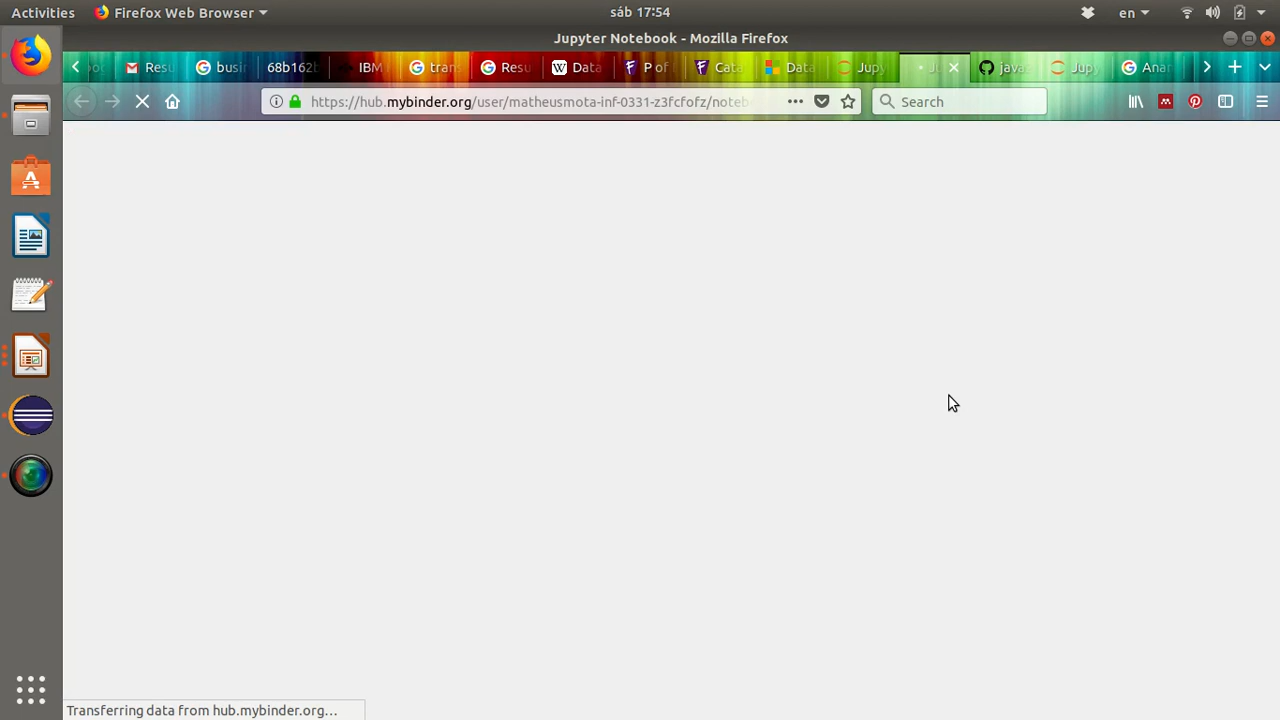 Activities Firefox Web Browser sáb 17:54 en
Jupyter Notebook - Mozilla Firefox
Resu busi 68b162b IBM tran Resu Data P of Cata Data Jupy Ju java Jupy Anar
https://hub.mybinder.org/user/matheusmota-inf-0331-z3fcfofz/noteb Search
Transferring data from hub.mybinder.org…